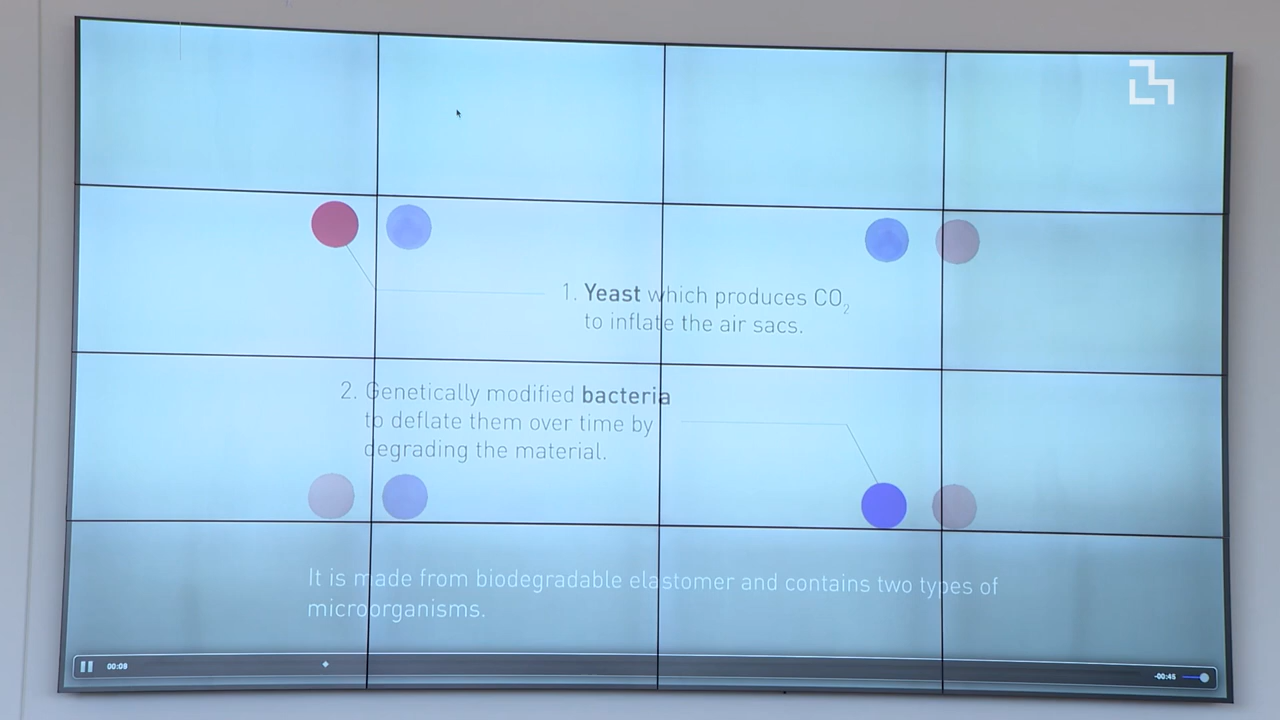 1. Yeast which produces CO₂
to inflate the air sacs.
2. Genetically modified bacteria
to deflate them over time by
degrading the material.
It is made from biodegradable elastomer and contains two types of
microorganisms.
00:09
-00:45